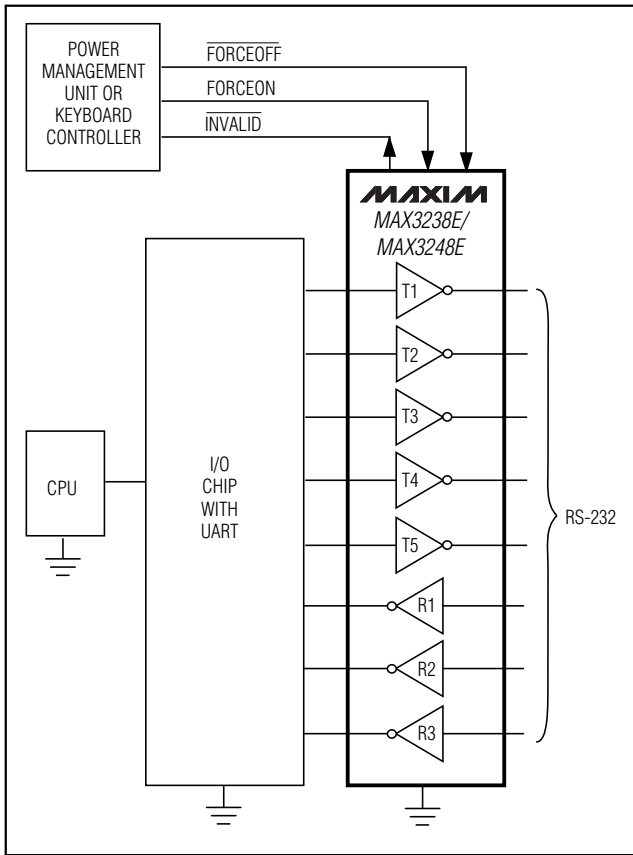 POWER
MANAGEMENT
UNIT OR
KEYBOARD
CONTROLLER
FORCEOFF
FORCEON
INVALID
MAXIM
MAX3238E/
MAX3248E
T1
T2
T3
T4
T5
R1
R2
R3
CPU
I/O
CHIP
WITH
UART
RS-232